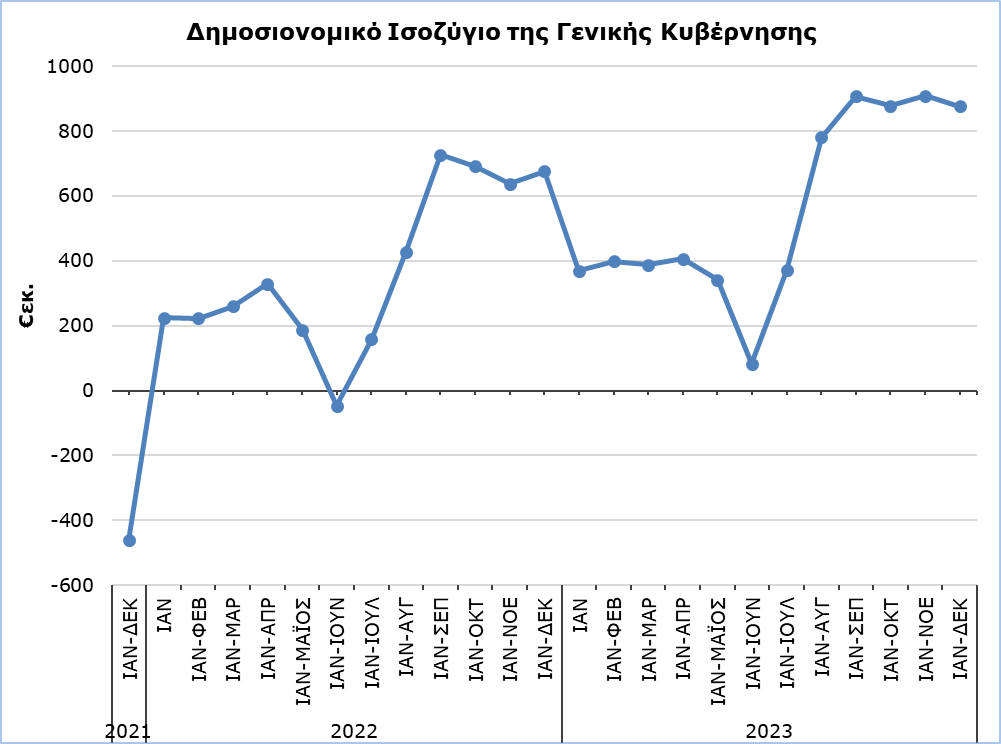 Δημοσιονομικό Ισοζύγιο της Γενικής Κυβέρνησης
€εκ.
1000
800
600
400
200
0
-200
-400
-600
ΙΑΝ-ΔΕΚ
ΙΑΝ
ΙΑΝ-ΦΕΒ
ΙΑΝ-ΜΑΡ
ΙΑΝ-ΑΠΡ
ΙΑΝ-ΜΑΪΟΣ
ΙΑΝ-ΙΟΥΝ
ΙΑΝ-ΙΟΥΛ
ΙΑΝ-ΑΥΓ
ΙΑΝ-ΣΕΠ
ΙΑΝ-ΟΚΤ
ΙΑΝ-ΝΟΕ
ΙΑΝ-ΔΕΚ
ΙΑΝ
ΙΑΝ-ΦΕΒ
ΙΑΝ-ΜΑΡ
ΙΑΝ-ΑΠΡ
ΙΑΝ-ΜΑΪΟΣ
ΙΑΝ-ΙΟΥΝ
ΙΑΝ-ΙΟΥΛ
ΙΑΝ-ΑΥΓ
ΙΑΝ-ΣΕΠ
ΙΑΝ-ΟΚΤ
ΙΑΝ-ΝΟΕ
ΙΑΝ-ΔΕΚ
2021
2022
2023